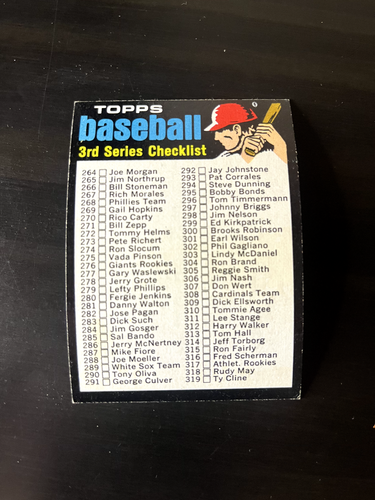 TOPPS
baseball
3rd Series Checklist
264 Joe Morgan
265 Jim Northrup
266 Bill Stoneman
267 Rich Morales
268 Phillies Team
269 Gail Hopkins
270 Rico Carty
271 Bill Zepp
272 Tommy Helms
273 Pete Richert
274 Ron Slocum
275 Vada Pinson
276 Giants Rookies
277 Gary Waslewski
278 Jerry Grote
279 Lefty Phillips
280 Fergie Jenkins
281 Danny Walton
282 Jose Pagan
283 Dick Such
284 Jim Gosger
285 Sal Bando
286 Jerry McNertney
287 Mike Fiore
288 Joe Moeller
289 White Sox Team
290 Tony Oliva
291 George Culver
292 Jay Johnstone
293 Pat Corrales
294 Steve Dunning
295 Bobby Bonds
296 Tom Timmermann
297 Johnny Briggs
298 Jim Nelson
299 Ed Kirkpatrick
300 Brooks Robinson
301 Earl Wilson
302 Phil Gagliano
303 Lindy McDaniel
304 Ron Brand
305 Reggie Smith
306 Jim Nash
307 Don Wert
308 Cardinals Team
309 Dick Ellsworth
310 Tommie Agee
311 Lee Stange
312 Harry Walker
313 Tom Hall
314 Jeff Torborg
315 Ron Fairly
316 Fred Scherman
317 Athlet. Rookies
318 Rudy May
319 Ty Cline